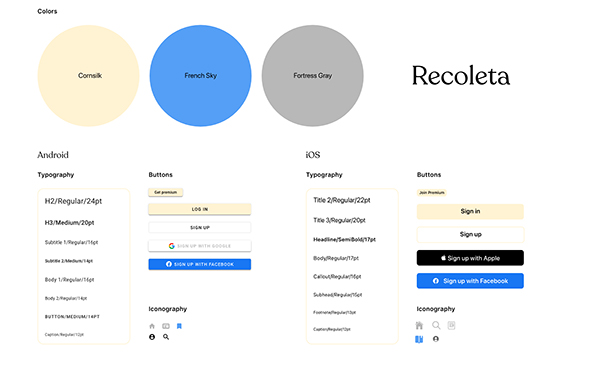 Colors
Cornsilk
French Sky
Fortress Gray
Recoleta
Android
Typography
H2/Regular/24pt
H3/Medium/20pt
Subtitle 1/Regular/16pt
Subtitle 2/Medium/14pt
Body 1/Regular/16pt
Body 2/Regular/14pt
BUTTON/MEDIUM/14PT
Caption/Regular/12pt
Buttons
Get premium
LOG IN
SIGN UP
SIGN UP WITH GOOGLE
SIGN UP WITH FACEBOOK
Iconography
iOS
Typography
Title 2/Regular/22pt
Title 3/Regular/20pt
Headline/SemiBold/17pt
Body/Regular/17pt
Callout/Regular/16pt
Subhead/Regular/15pt
Footnote/Regular/13pt
Caption/Regular/12pt
Buttons
Join Premium
Sign in
Sign up
Sign up with Apple
Sign up with Facebook
Iconography